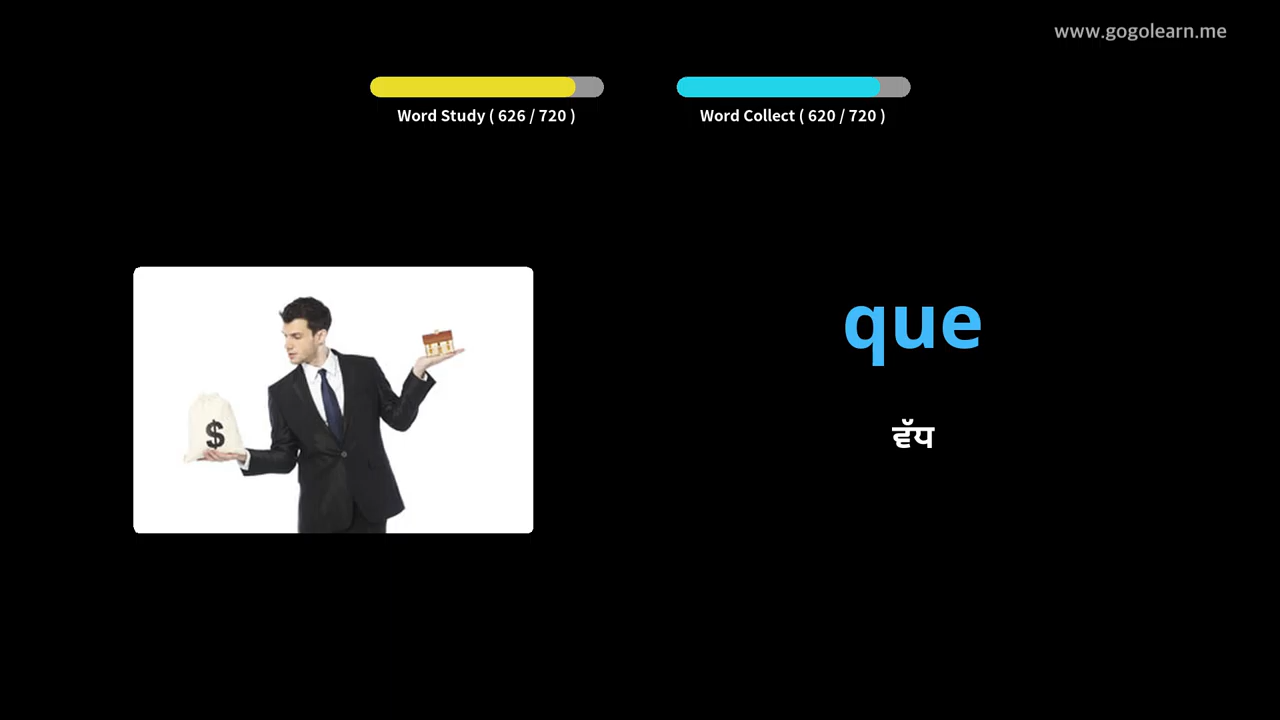 www.gogolearn.me
Word Study ( 626 / 720 )
Word Collect ( 620 / 720 )
$
que
ਵੱਧ